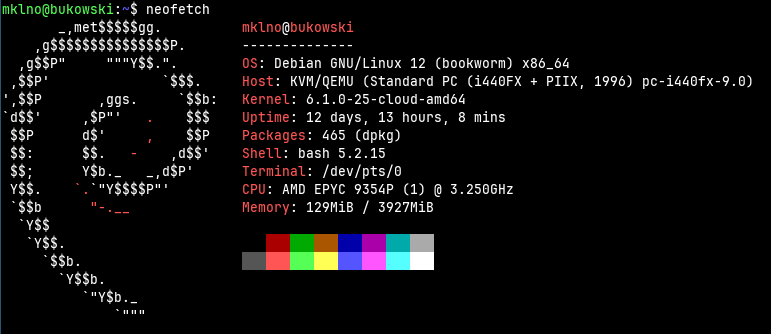 mklno@bukowski:~$ neofetch
       _,met$$$$$gg.          mklno@bukowski
    ,g$$$$$$$$$$$$$$$P.       --------------
  ,g$$P"     """Y$$.".        OS: Debian GNU/Linux 12 (bookworm) x86_64
 ,$$P'              `$$$.     Host: KVM/QEMU (Standard PC (i440FX + PIIX, 1996) pc-i440fx-9.0)
',$$P       ,ggs.     `$$b:   Kernel: 6.1.0-25-cloud-amd64
`d$$'     ,$P"'   .    $$$    Uptime: 12 days, 13 hours, 8 mins
 $$P      d$'     ,    $$P    Packages: 465 (dpkg)
 $$:      $$.   -    ,d$$'    Shell: bash 5.2.15
 $$;      Y$b._   _,d$P'      Terminal: /dev/pts/0
 Y$$.    `.`"Y$$$$P"'         CPU: AMD EPYC 9354P (1) @ 3.250GHz
 `$$b      "-.__              Memory: 129MiB / 3927MiB
  `Y$$
   `Y$$.
     `$$b.
       `Y$$b.
          `"Y$b._
              `"""